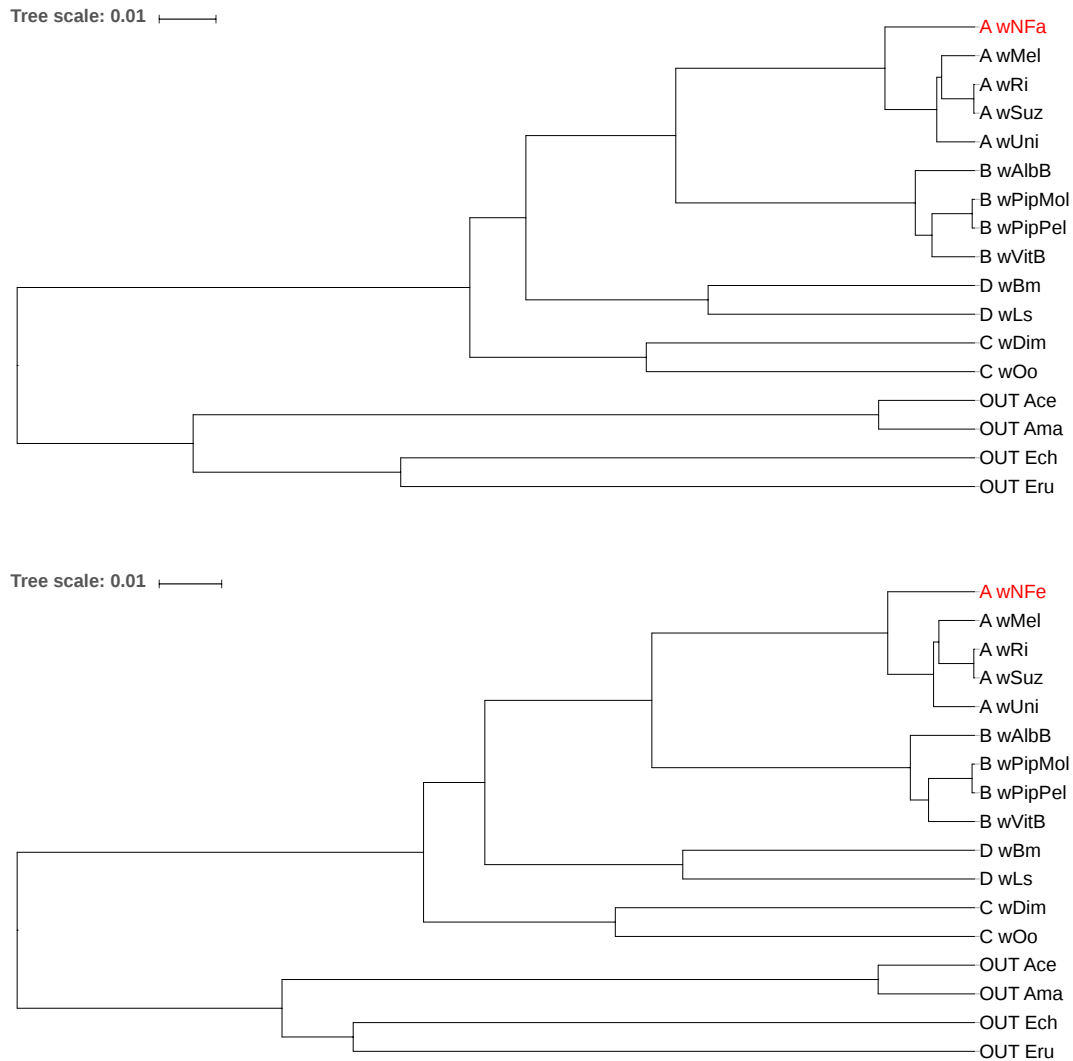 Tree scale: 0.01
A wNFa
A wMel
A wRi
A wSuz
A wUni
B wAlbB
B wPipMol
B wPipPel
B wVitB
D wBm
D wLs
C wDim
C wOo
OUT Ace
OUT Ama
OUT Ech
OUT Eru
Tree scale: 0.01
A wNFe
A wMel
A wRi
A wSuz
A wUni
B wAlbB
B wPipMol
B wPipPel
B wVitB
D wBm
D wLs
C wDim
C wOo
OUT Ace
OUT Ama
OUT Ech
OUT Eru